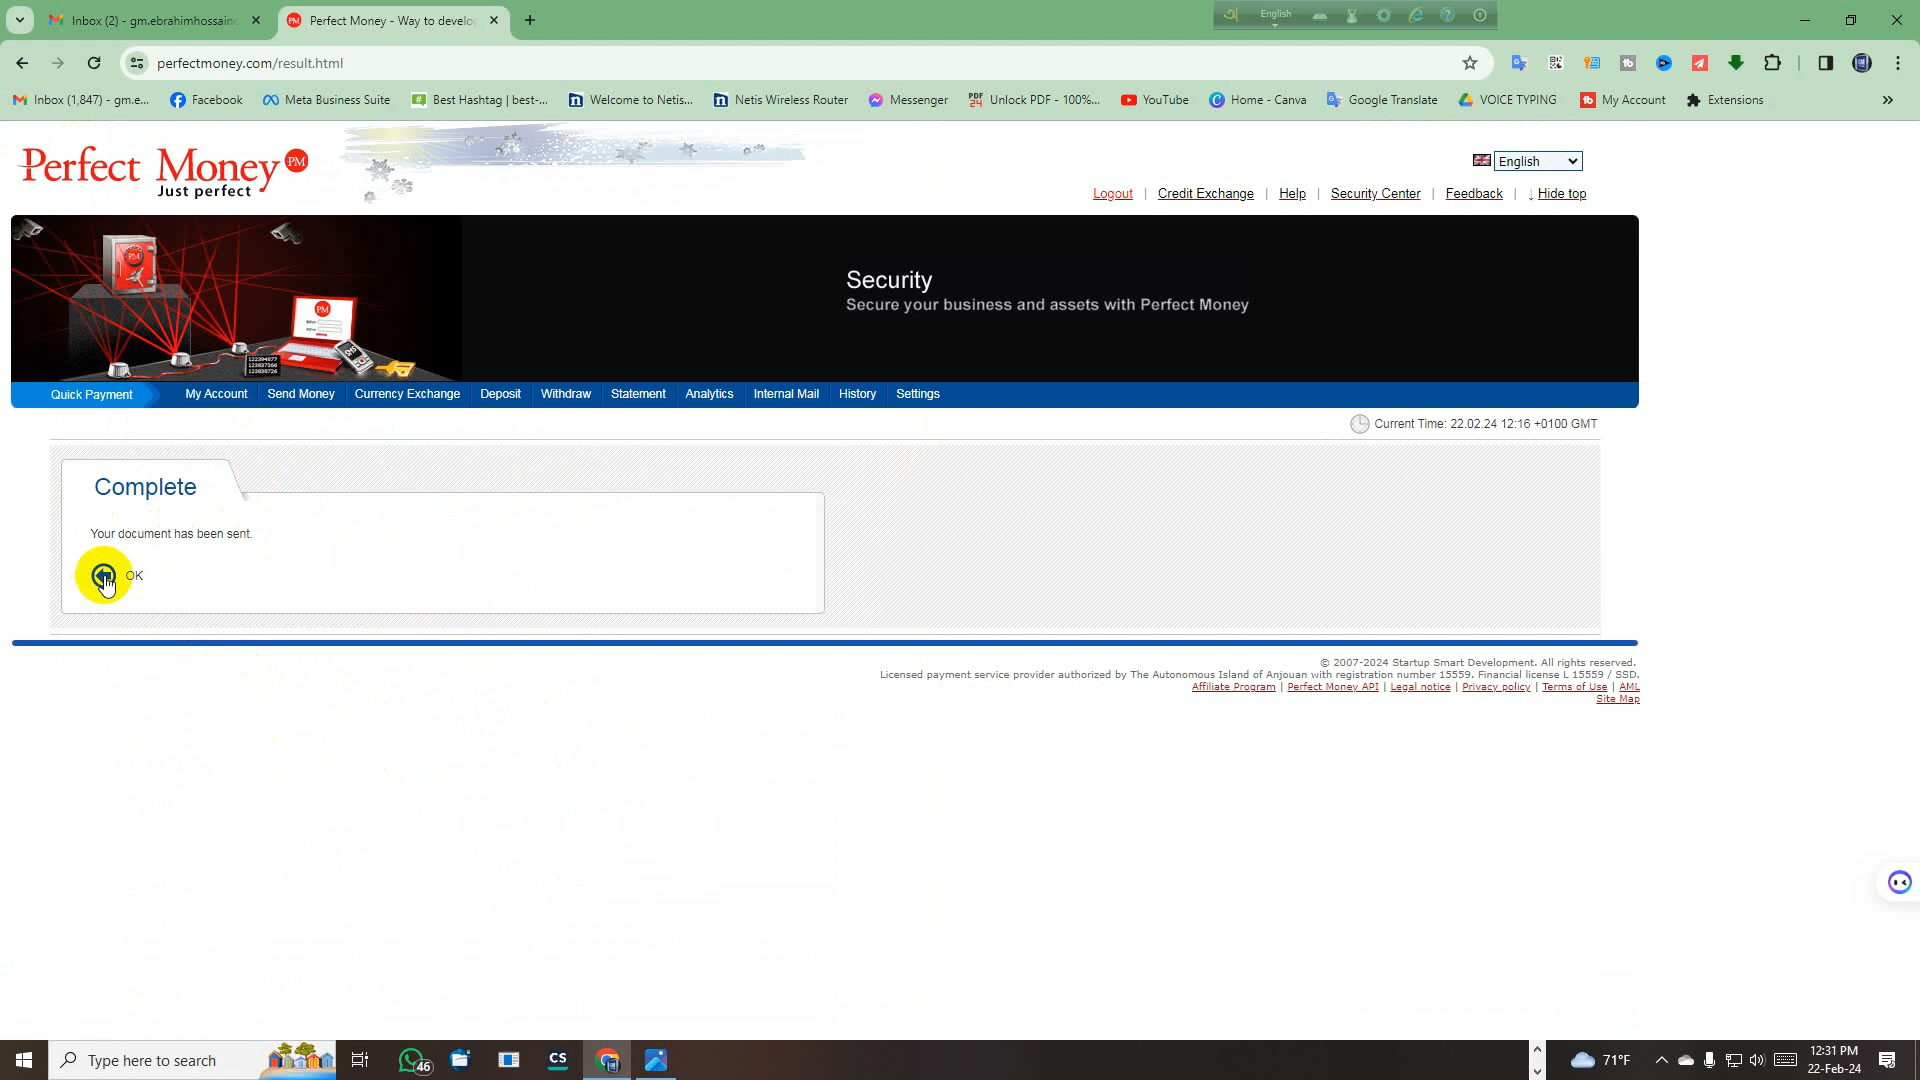 Inbox (2) - gm.ebrahimhossain
Perfect Money - Way to develop
English
perfectmoney.com/result.html
Inbox (1,847) - gm.e...
Facebook
Meta Business Suite
Best Hashtag | best-...
Welcome to Netis...
Netis Wireless Router
Messenger
Unlock PDF - 100%...
YouTube
Home - Canva
Google Translate
VOICE TYPING
My Account
Extensions
Perfect Money PM
Just perfect
English
Logout | Credit Exchange | Help | Security Center | Feedback | ↓ Hide top
Security
Secure your business and assets with Perfect Money
Quick Payment My Account Send Money Currency Exchange Deposit Withdraw Statement Analytics Internal Mail History Settings
Current Time: 22.02.24 12:16 +0100 GMT
Complete
Your document has been sent.
OK
© 2007-2024 Startup Smart Development. All rights reserved.
Licensed payment service provider authorized by The Autonomous Island of Anjouan with registration number 15559. Financial license L 15559 / SSD.
Affiliate Program | Perfect Money API | Legal notice | Privacy policy | Terms of Use | AML
Site Map
Type here to search
46
CS
71°F
12:31 PM
22-Feb-24